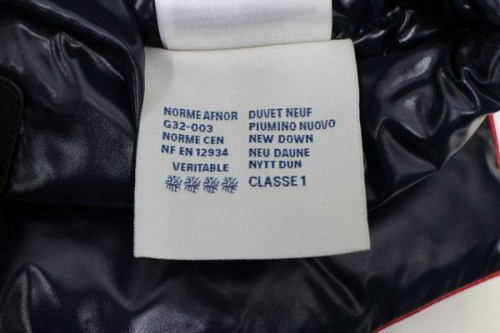 NORME AFNOR
G32-003
NORME CEN
NF EN 12934
VERITABLE
DUVET NEUF
PIUMINO NUOVO
NEW DOWN
NEU DAUNE
NYTT DUN
CLASSE 1